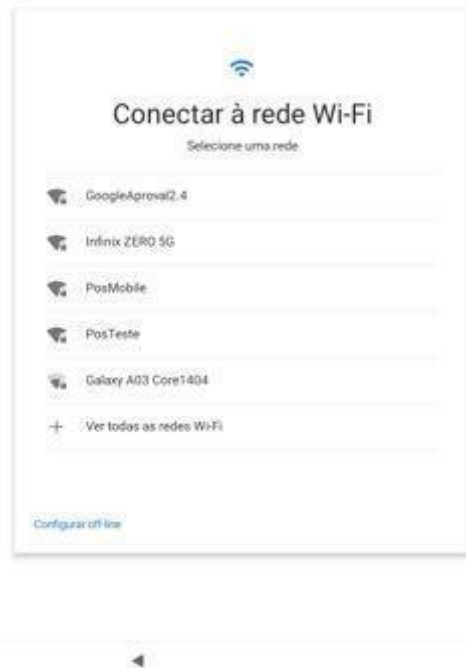 Conectar à rede Wi-Fi
Selecione uma rede
GoogleAproval2.4
Infinix ZERO 5G
PosMobile
PosTeste
Galaxy A03 Core1404
Ver todas as redes Wi-Fi
Configurar off-line